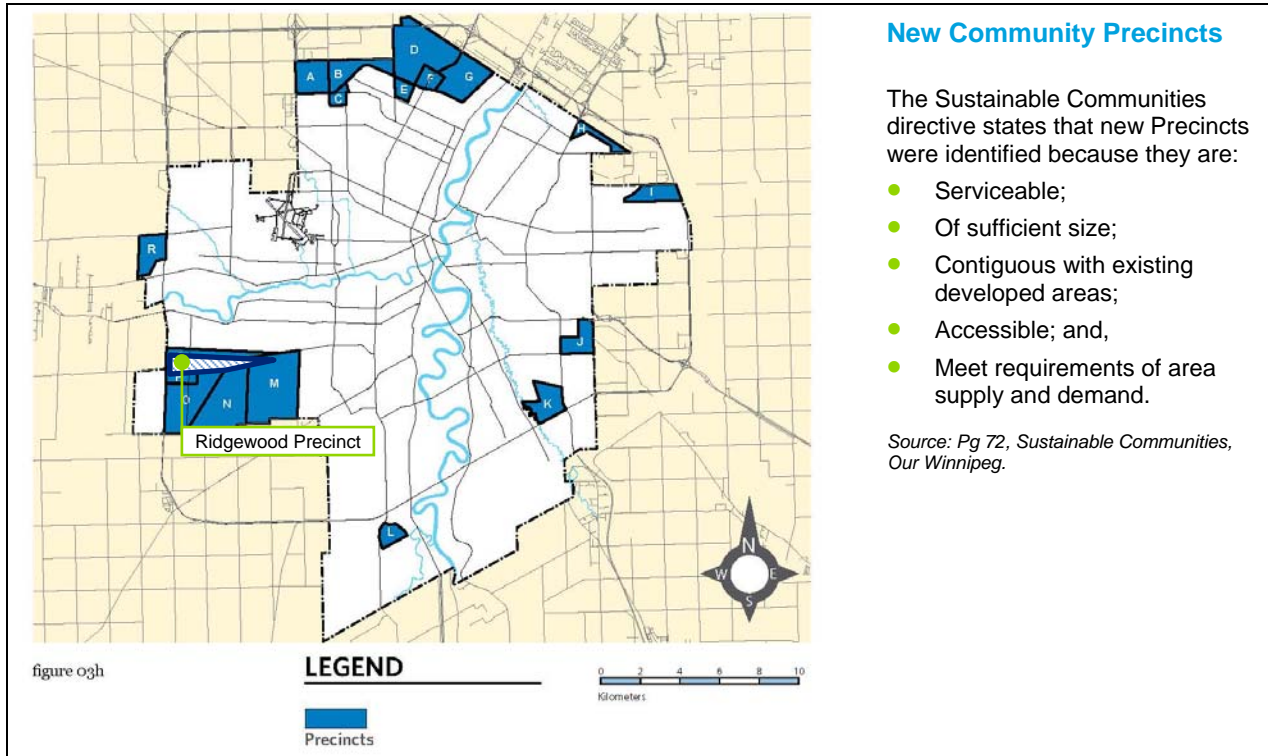 A
B
C
D
E
F
G
H
I
R
J
M
N
O
K
L
Ridgewood Precinct
N
W
E
S
figure 03h
LEGEND
Precincts
0 2 4 6 8 10
Kilometers
New Community Precincts
The Sustainable Communities
directive states that new Precincts
were identified because they are:
● Serviceable;
● Of sufficient size;
● Contiguous with existing
developed areas;
● Accessible; and,
● Meet requirements of area
supply and demand.
Source: Pg 72, Sustainable Communities,
Our Winnipeg.